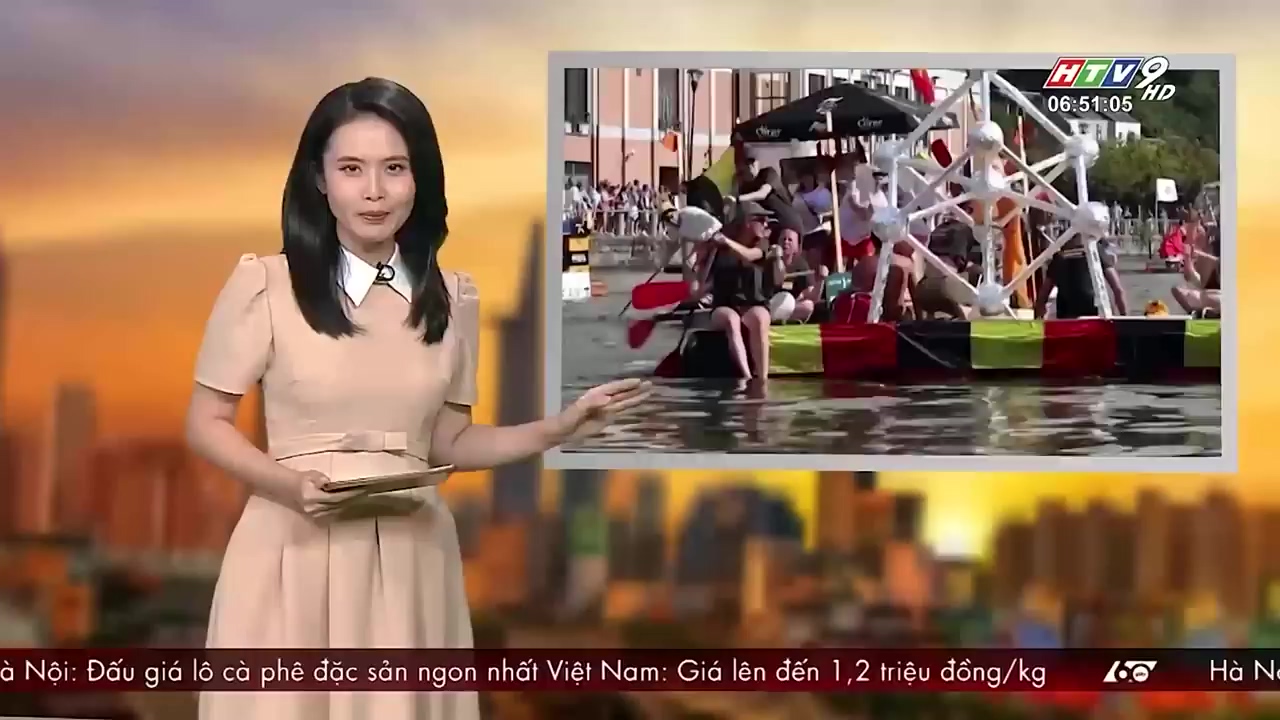 HTV9
HD
06:51:05
à Nội: Đấu giá lô cà phê đặc sản ngon nhất Việt Nam: Giá lên đến 1,2 triệu đồng/kg
60
Hà N